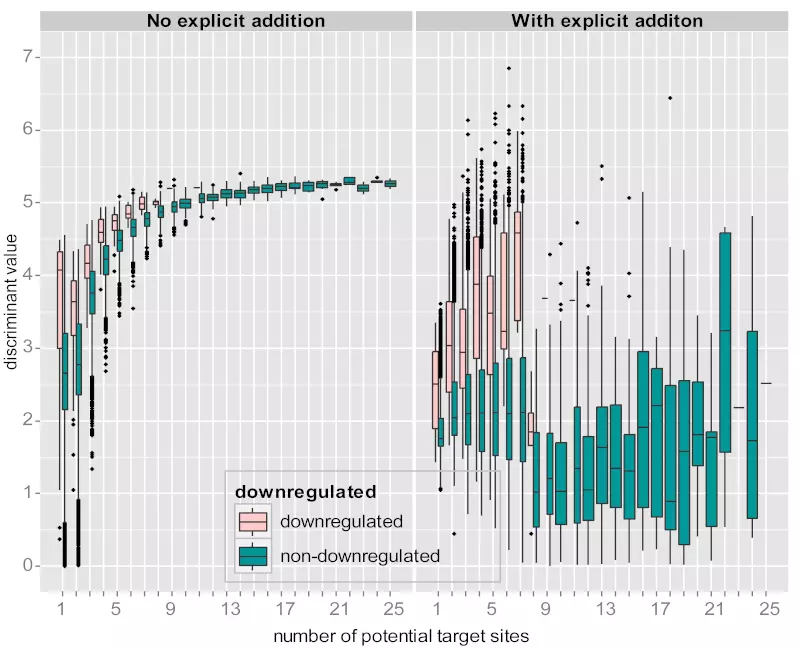 No explicit addition
With explicit additon
7
6
5
4
3
2
1
0
discriminant value
downregulated
downregulated
non-downregulated
1 5 9 13 17 21 25
1 5 9 13 17 21 25
number of potential target sites